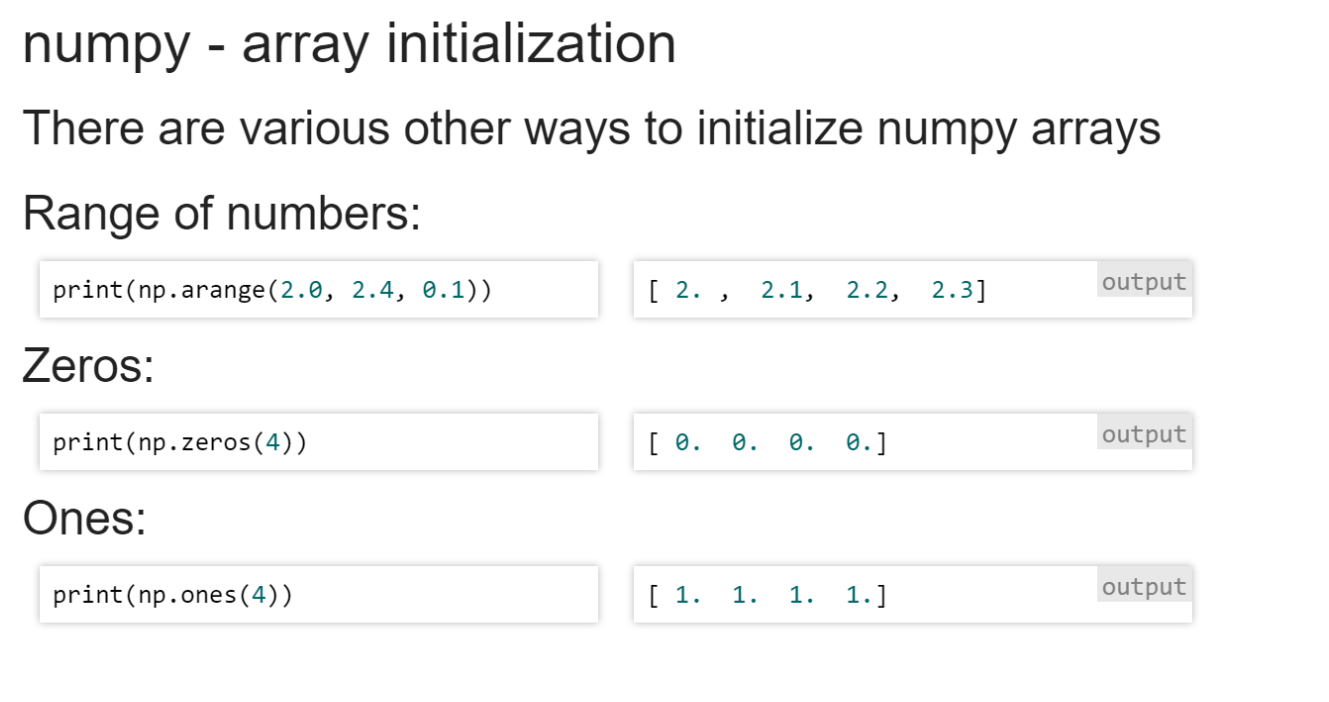 numpy - array initialization
There are various other ways to initialize numpy arrays
Range of numbers:
print(np.arange(2.0, 2.4, 0.1))
[ 2. ,  2.1,  2.2,  2.3]
output
Zeros:
print(np.zeros(4))
[ 0.  0.  0.  0.]
output
Ones:
print(np.ones(4))
[ 1.  1.  1.  1.]
output